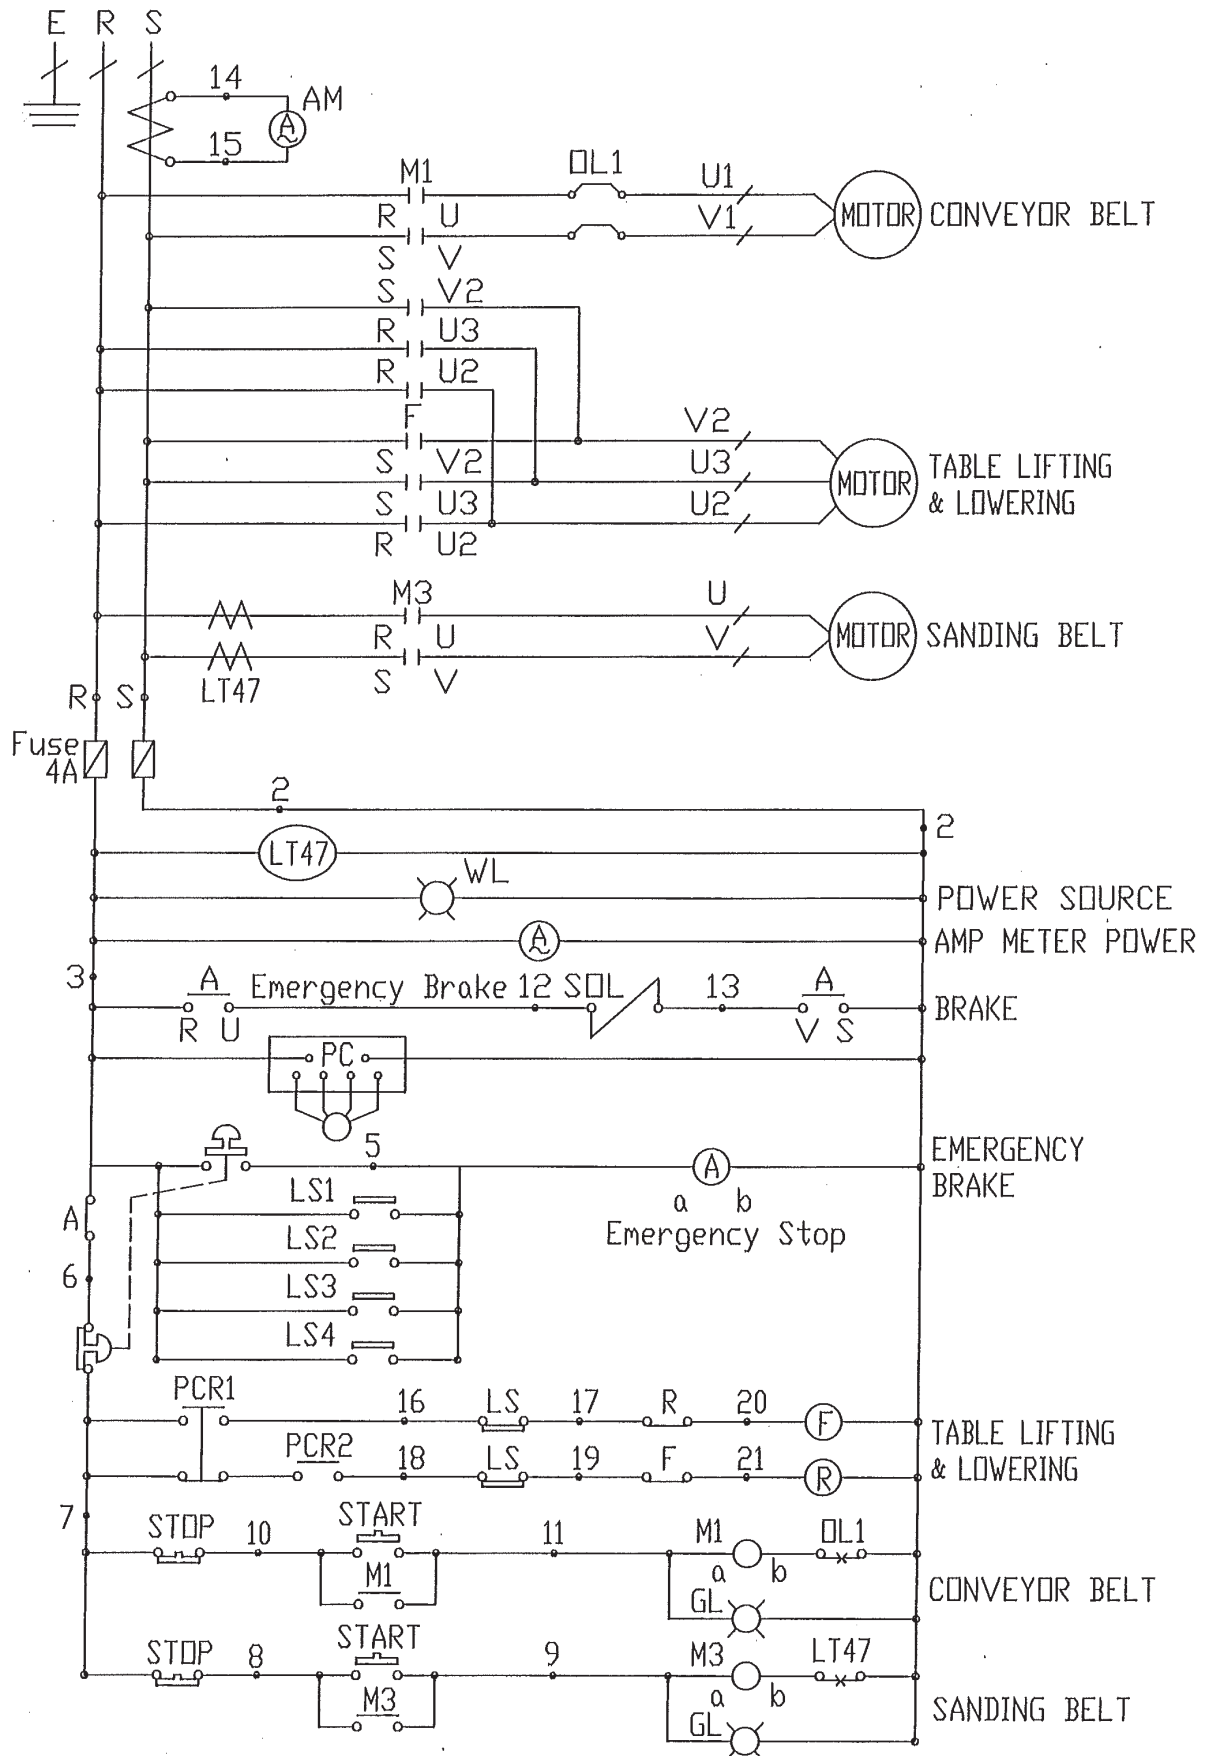 E R S
14
AM
A
15
M1 OL1 U1
R U V1 MOTOR CONVEYOR BELT
S V
S V2
R U3
R U2
F V2
S V2 U3 MOTOR TABLE LIFTING
& LOWERING
S U3 U2
R U2
M3 U
R U V MOTOR SANDING BELT
S V
LT47
R S
Fuse
4A
2
2
LT47
WL
POWER SOURCE
A AMP METER POWER
3
A Emergency Brake 12 SOL 13 A
R U V S BRAKE
PC
5
A EMERGENCY
BRAKE
a b
Emergency Stop
LS1
A
LS2
6
LS3
LS4
PCR1 16 LS 17 R 20 F
TABLE LIFTING
& LOWERING
PCR2 18 LS 19 F 21 R
7
STOP 10 START 11 M1 OL1
M1 a b
CONVEYOR BELT
GL
STOP 8 START 9 M3 LT47
M3 a b
SANDING BELT
GL